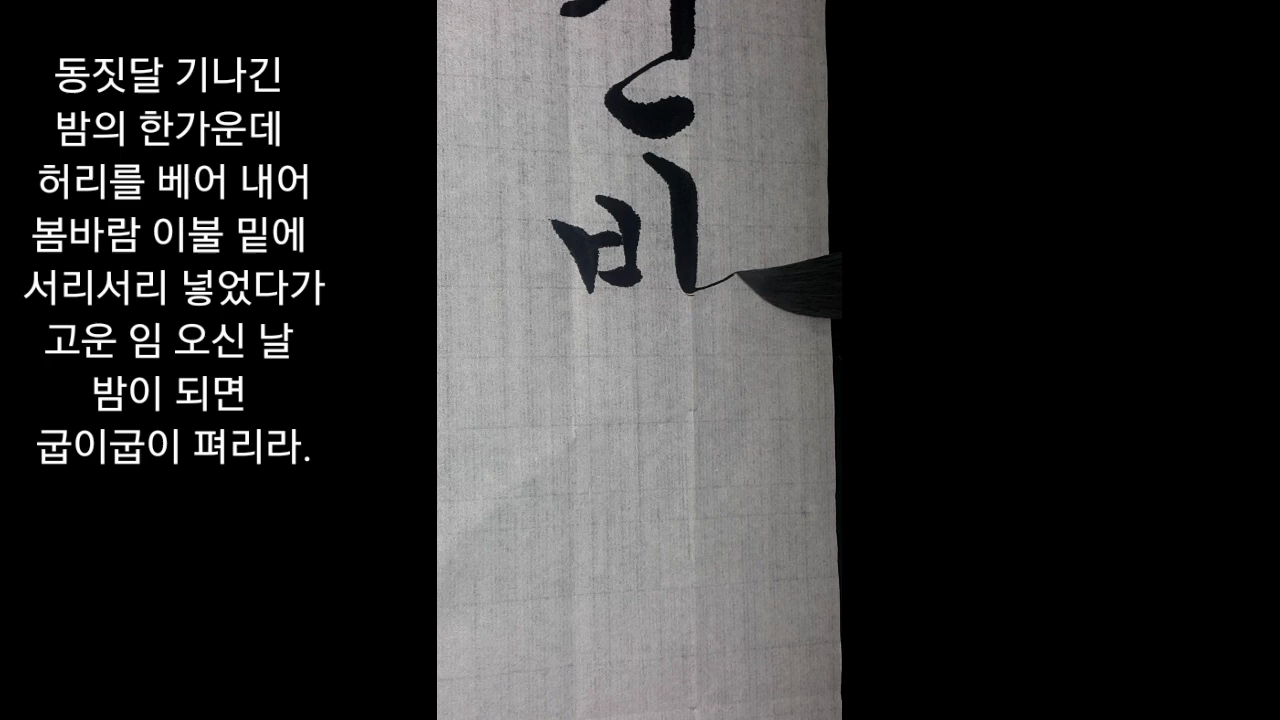 동짓달 기나긴
밤의 한가운데
허리를 베어 내어
봄바람 이불 밑에
서리서리 넣었다가
고운 임 오신 날
밤이 되면
굽이굽이 펴리라.
비